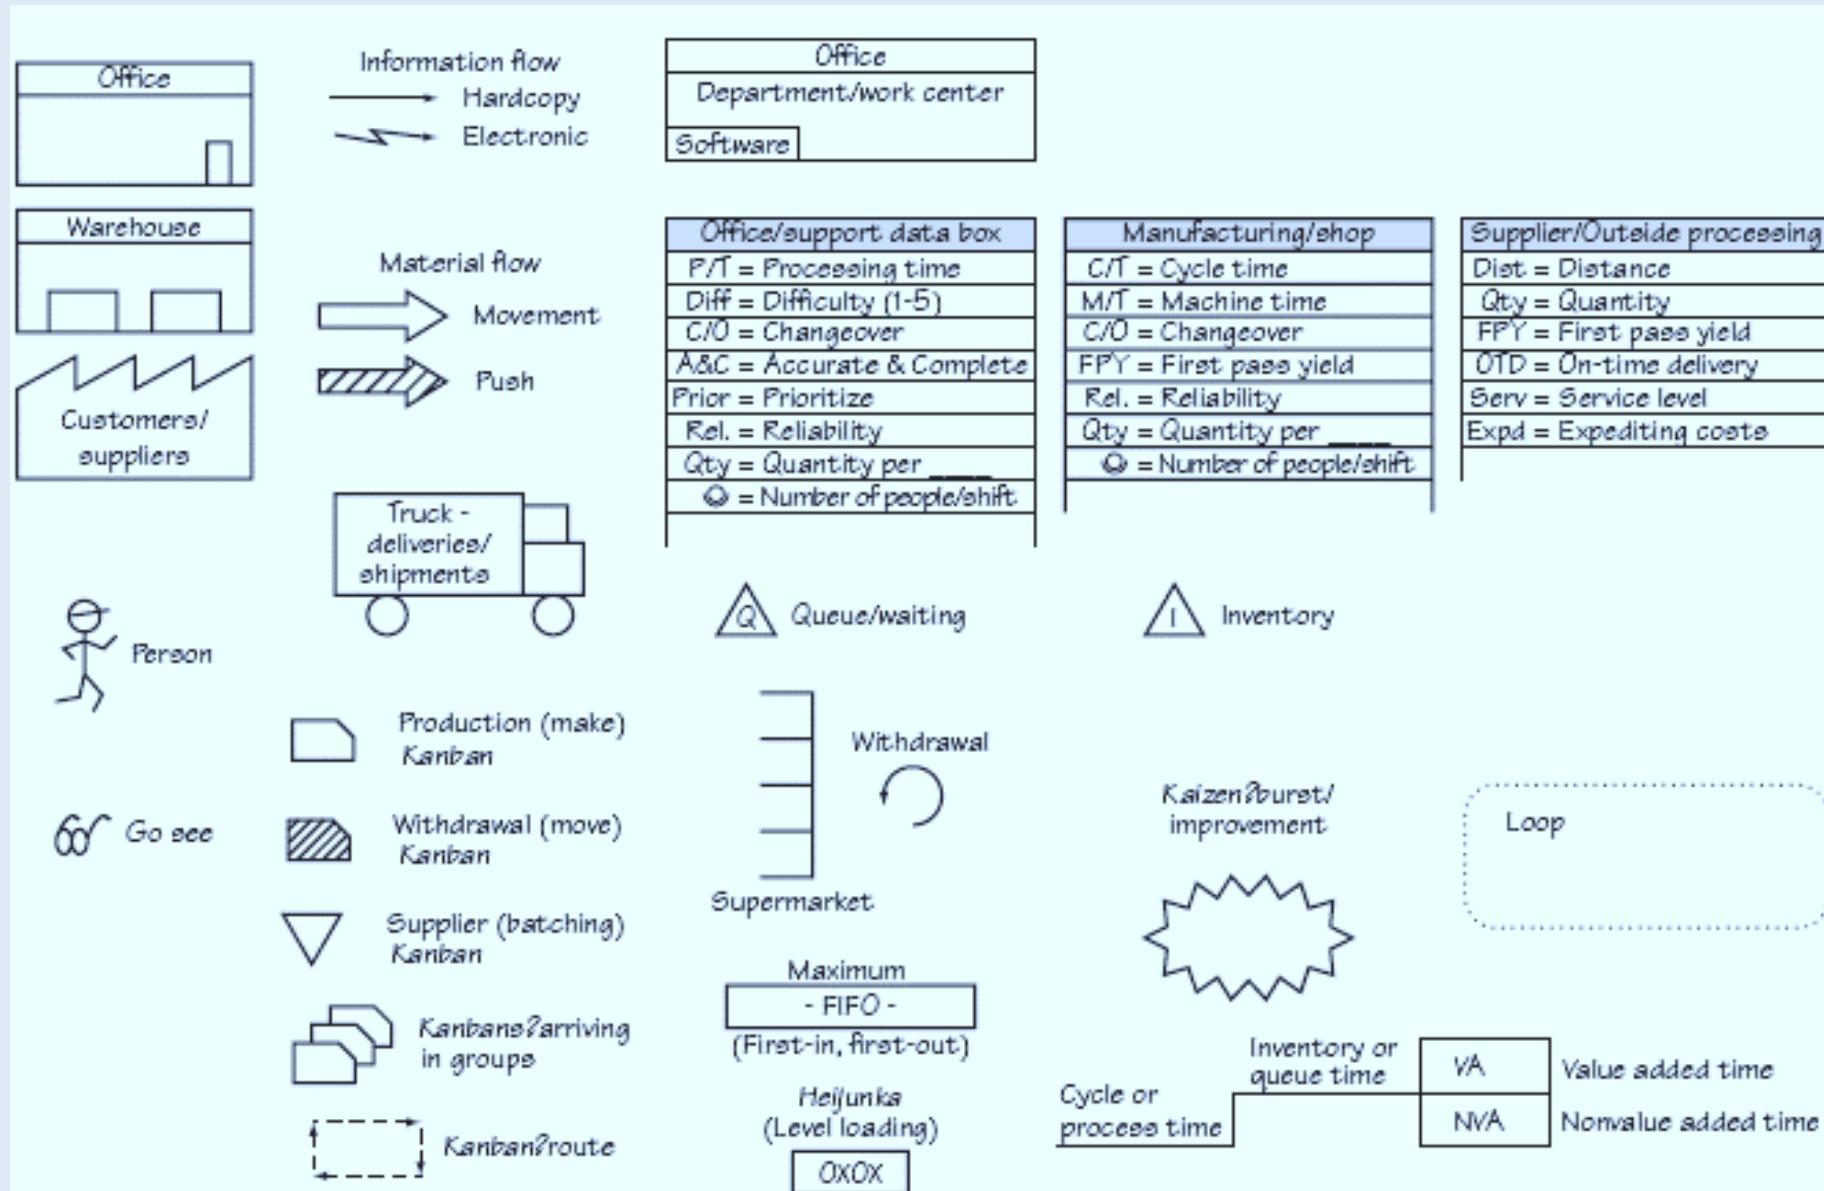 Office
Information flow
Hardcopy
Electronic
Office
Department/work center
Software
Warehouse
Material flow
Movement
Push
Customers/
suppliers
Truck -
deliveries/
shipments
Office/support data box
P/T = Processing time
Diff = Difficulty (1-5)
C/O = Changeover
A&C = Accurate & Complete
Prior = Prioritize
Rel. = Reliability
Qty = Quantity per ____
= Number of people/shift
Manufacturing/shop
C/T = Cycle time
M/T = Machine time
C/O = Changeover
FPY = First pass yield
Rel. = Reliability
Qty = Quantity per ____
= Number of people/shift
Supplier/Outside processing
Dist = Distance
Qty = Quantity
FPY = First pass yield
OTD = On-time delivery
Serv = Service level
Expd = Expediting costs
Person
Q Queue/waiting
I Inventory
Go see
Production (make)
Kanban
Withdrawal (move)
Kanban
Supplier (batching)
Kanban
Kanbans?arriving
in groups
Kanban?route
Withdrawal
Supermarket
Maximum
- FIFO -
(First-in, first-out)
Heijunka
(Level loading)
OXOX
Kaizen?burst/
improvement
Loop
Cycle or
process time
Inventory or
queue time
VA Value added time
NVA Nonvalue added time